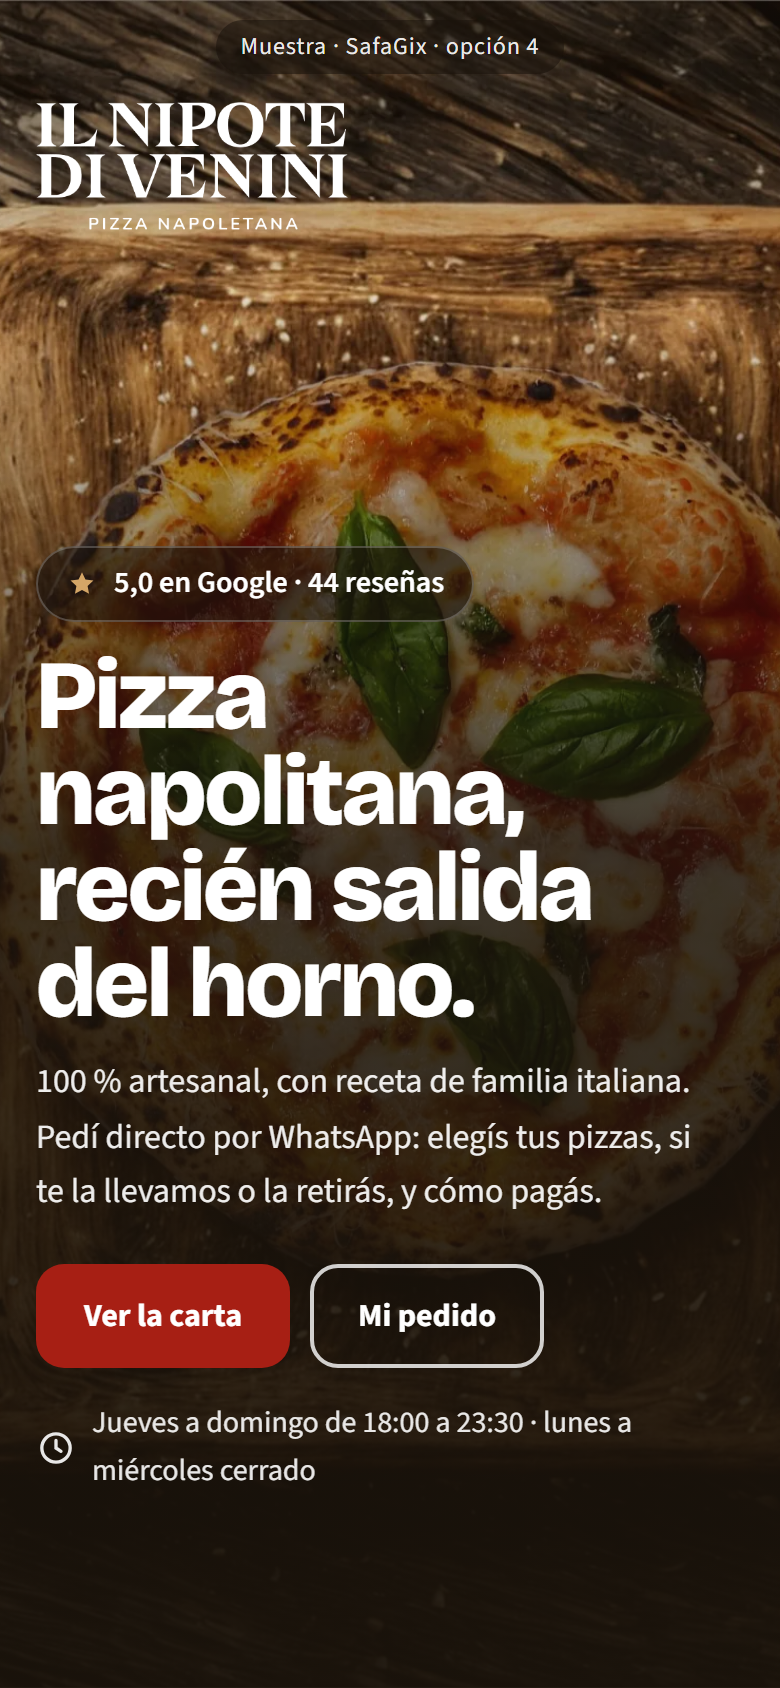 Muestra · SafaGix · opción 4
IL NIPOTE
DI VENINI
PIZZA NAPOLETANA
5,0 en Google · 44 reseñas
Pizza
napolitana,
recién salida
del horno.
100 % artesanal, con receta de familia italiana.
Pedí directo por WhatsApp: elegís tus pizzas, si
te la llevamos o la retirás, y cómo pagás.
Ver la carta
Mi pedido
Jueves a domingo de 18:00 a 23:30 · lunes a
miércoles cerrado